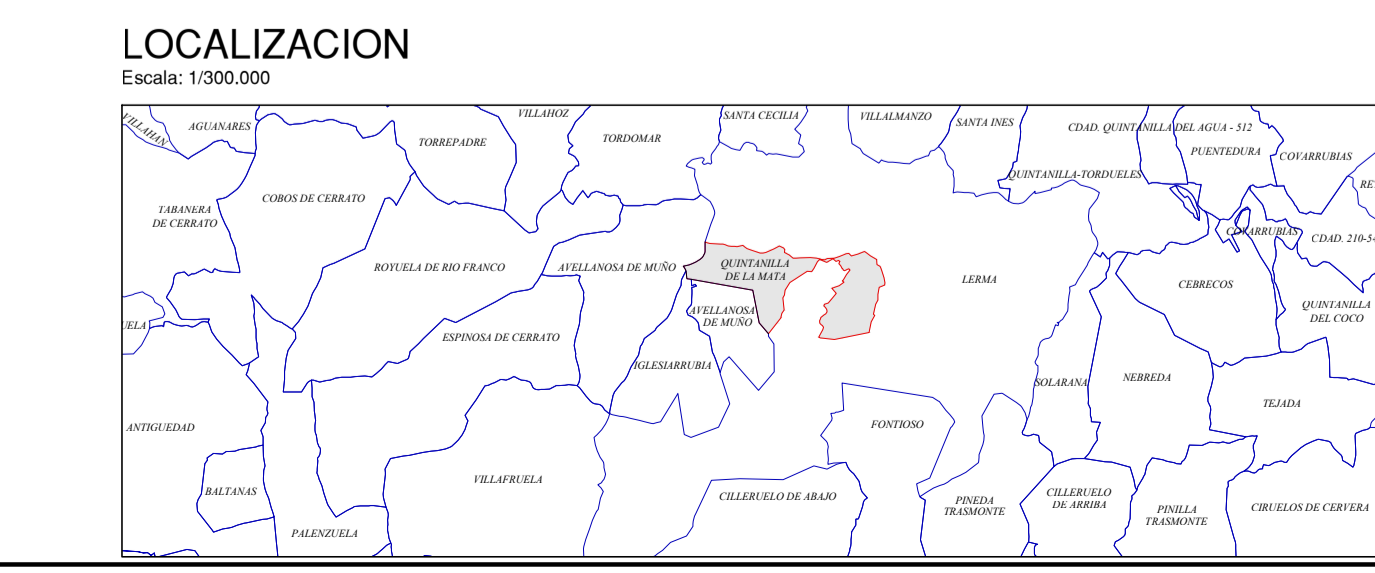 LOCALIZACION
Escala: 1/300.000
VILLAHAN
AGUANARES
TORREPADRE
VILLAHOZ
TORDOMAR
SANTA CECILIA
VILLALMANZO
SANTA INES
CDAD. QUINTANILLA DEL AGUA - 512
PUENTEDURA
COVARRUBIAS
QUINTANILLA-TORDUELES
RE
COBOS DE CERRATO
TABANERA
DE CERRATO
COVARRUBIAS
CDAD. 210-54
ROYUELA DE RIO FRANCO
AVELLANOSA DE MUÑO
QUINTANILLA
DE LA MATA
LERMA
CEBRECOS
QUINTANILLA
DEL COCO
UELA
AVELLANOSA
DE MUÑO
ESPINOSA DE CERRATO
IGLESIARRUBIA
SOLARANA
NEBREDA
TEJADA
ANTIGUEDAD
FONTIOSO
BALTANAS
VILLAFRUELA
CILLERUELO DE ABAJO
PINEDA
TRASMONTE
CILLERUELO
DE ARRIBA
PINILLA
TRASMONTE
CIRUELOS DE CERVERA
PALENZUELA